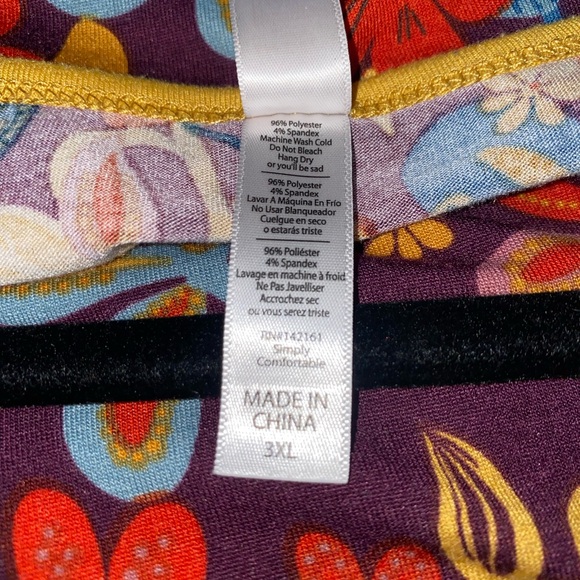 96% Polyester
4% Spandex
Machine Wash Cold
Do Not Bleach
Hang Dry
or you'll be sad
96% Polyester
4% Spandex
Lavar A Máquina En Frío
No Usar Blanqueador
Cuelgue en seco
o estarás triste
96% Poliéster
4% Spandex
Lavage en machine à froid
Ne Pas Javelliser
Accrochez sec
ou vous serez triste
RN#142161
Simply
Comfortable
MADE IN
CHINA
3XL